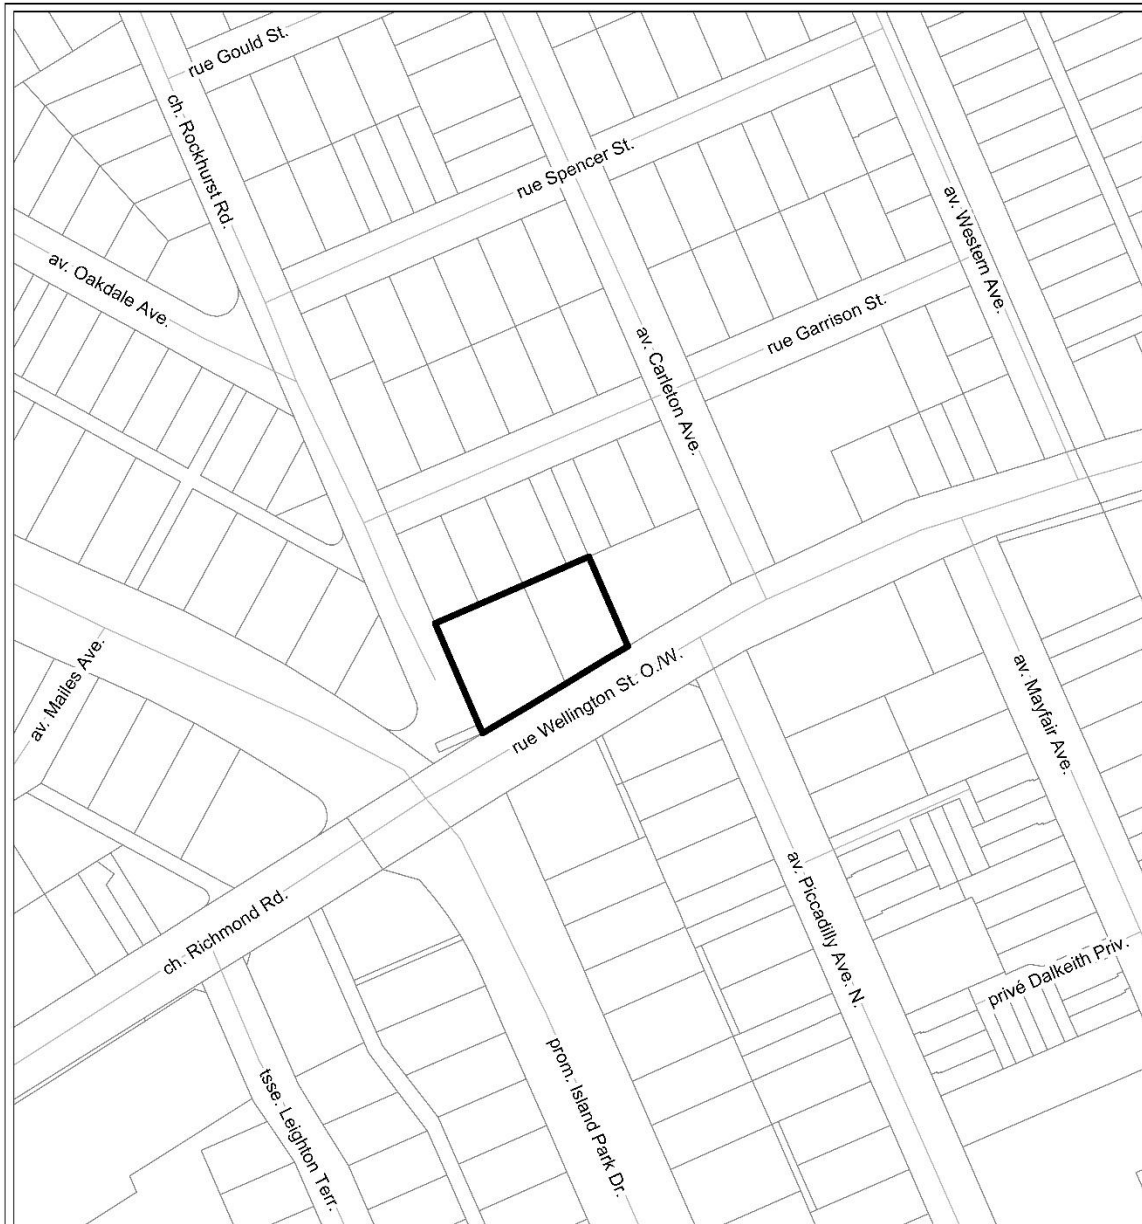 rue Gould St.
ch. Rockhurst Rd.
rue Spencer St.
av. Western Ave.
av. Oakdale Ave.
rue Garrison St.
av. Carleton Ave.
av. Mailes Ave.
rue Wellington St. O./W.
av. Mayfair Ave.
ch. Richmond Rd.
av. Piccadilly Ave. N.
privé Dalkeith Priv.
prom. Island Park Dr.
tsse. Leighton Terr.